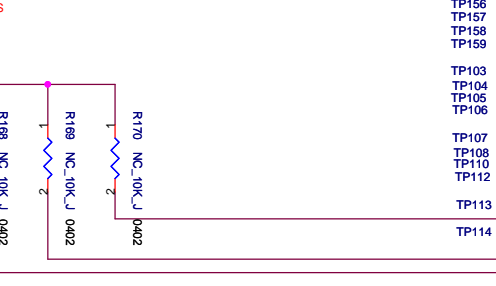 S
TP156
TP157
TP158
TP159
TP103
TP104
TP105
TP106
TP107
TP108
TP110
TP112
TP113
TP114
R168 NC_10K_J 0402
1
R169 NC_10K_J 0402
2
1
R170 NC_10K_J 0402
2